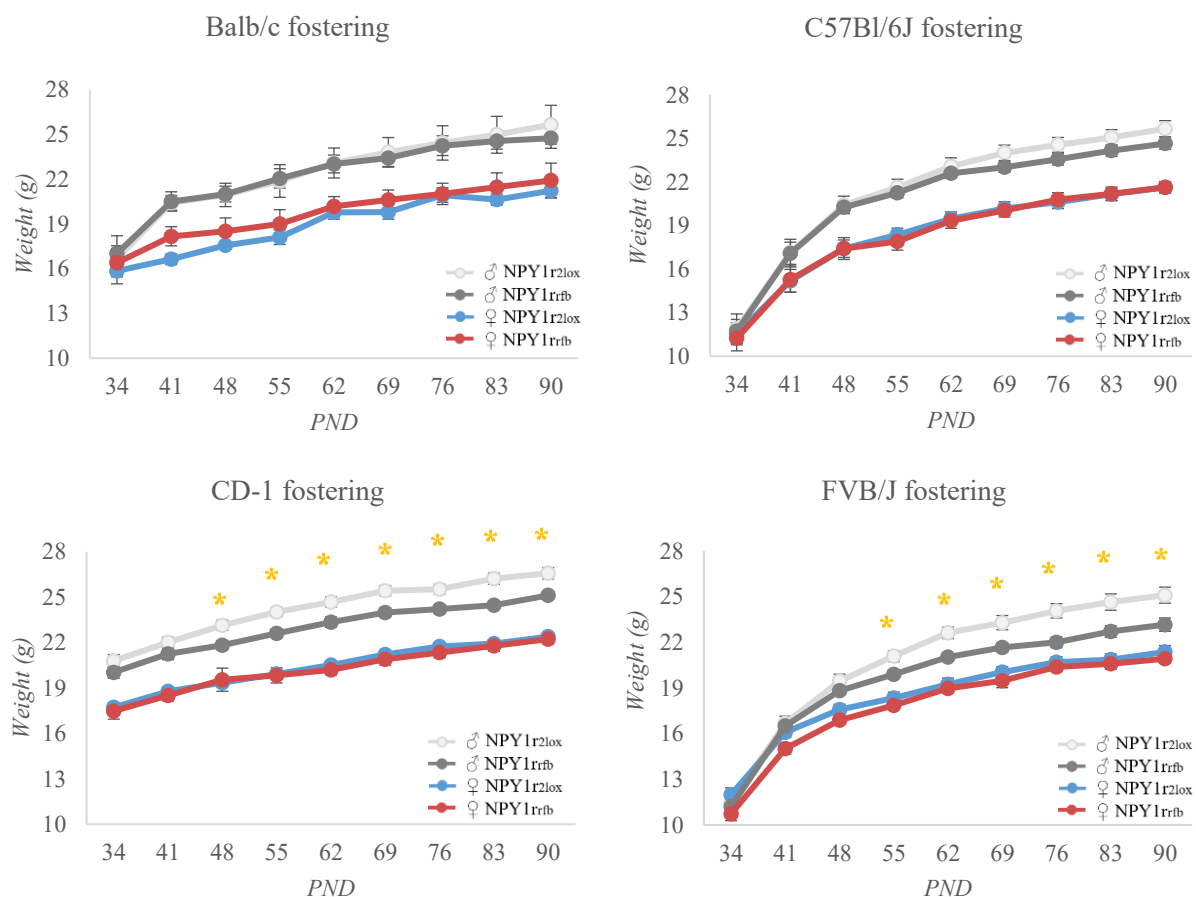 Balb/c fostering
Weight (g)
28
25
22
19
16
13
10
♂ NPY1r2lox
♂ NPY1rrfb
♀ NPY1r2lox
♀ NPY1rrfb
34 41 48 55 62 69 76 83 90
PND
C57Bl/6J fostering
Weight (g)
28
25
22
19
16
13
10
♂ NPY1r2lox
♂ NPY1rrfb
♀ NPY1r2lox
♀ NPY1rrfb
34 41 48 55 62 69 76 83 90
PND
CD-1 fostering
* * * * * * *
Weight (g)
28
25
22
19
16
13
10
♂ NPY1r2lox
♂ NPY1rrfb
♀ NPY1r2lox
♀ NPY1rrfb
34 41 48 55 62 69 76 83 90
PND
FVB/J fostering
* * * * * *
Weight (g)
28
25
22
19
16
13
10
♂ NPY1r2lox
♂ NPY1rrfb
♀ NPY1r2lox
♀ NPY1rrfb
34 41 48 55 62 69 76 83 90
PND